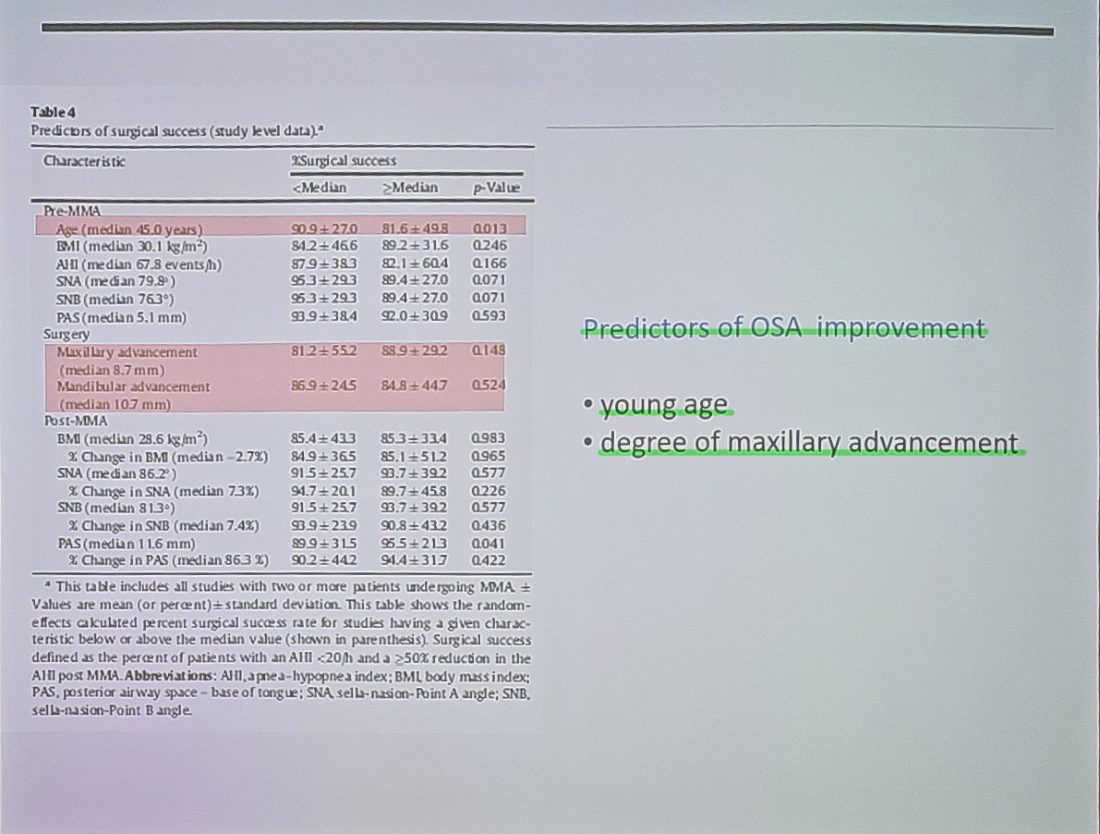 Table 4
Predictors of surgical success (study level data).ᵃ
Characteristic %Surgical success
<Median ≥Median p-Value
Pre-MMA
Age (median 45.0 years) 90.9 ± 27.0 81.6 ± 49.8 0.013
BMI (median 30.1 kg/m²) 84.2 ± 46.6 89.2 ± 31.6 0.246
AHI (median 67.8 events/h) 87.9 ± 38.3 82.1 ± 60.4 0.166
SNA (median 79.8°) 95.3 ± 29.3 89.4 ± 27.0 0.071
SNB (median 76.3°) 95.3 ± 29.3 89.4 ± 27.0 0.071
PAS (median 5.1 mm) 93.9 ± 38.4 92.0 ± 30.9 0.593
Surgery
Maxillary advancement 81.2 ± 55.2 88.9 ± 29.2 0.148
(median 8.7 mm)
Mandibular advancement 86.9 ± 24.5 84.8 ± 44.7 0.524
(median 10.7 mm)
Post-MMA
BMI (median 28.6 kg/m²) 85.4 ± 43.3 85.3 ± 33.4 0.983
% Change in BMI (median −2.7%) 84.9 ± 36.5 85.1 ± 51.2 0.965
SNA (median 86.2°) 91.5 ± 25.7 93.7 ± 39.2 0.577
% Change in SNA (median 7.3%) 94.7 ± 20.1 89.7 ± 45.8 0.226
SNB (median 81.3°) 91.5 ± 25.7 93.7 ± 39.2 0.577
% Change in SNB (median 7.4%) 93.9 ± 23.9 90.8 ± 43.2 0.436
PAS (median 11.6 mm) 89.9 ± 31.5 95.5 ± 21.3 0.041
% Change in PAS (median 86.3 %) 90.2 ± 44.2 94.4 ± 31.7 0.422
ᵃ This table includes all studies with two or more patients undergoing MMA. ±
Values are mean (or percent) ± standard deviation. This table shows the random-
effects calculated percent surgical success rate for studies having a given charac-
teristic below or above the median value (shown in parenthesis). Surgical success
defined as the percent of patients with an AHI <20/h and a ≥50% reduction in the
AHI post MMA. Abbreviations: AHI, apnea-hypopnea index; BMI, body mass index;
PAS, posterior airway space – base of tongue; SNA, sella-nasion-Point A angle; SNB,
sella-nasion-Point B angle.
Predictors of OSA improvement
• young age
• degree of maxillary advancement